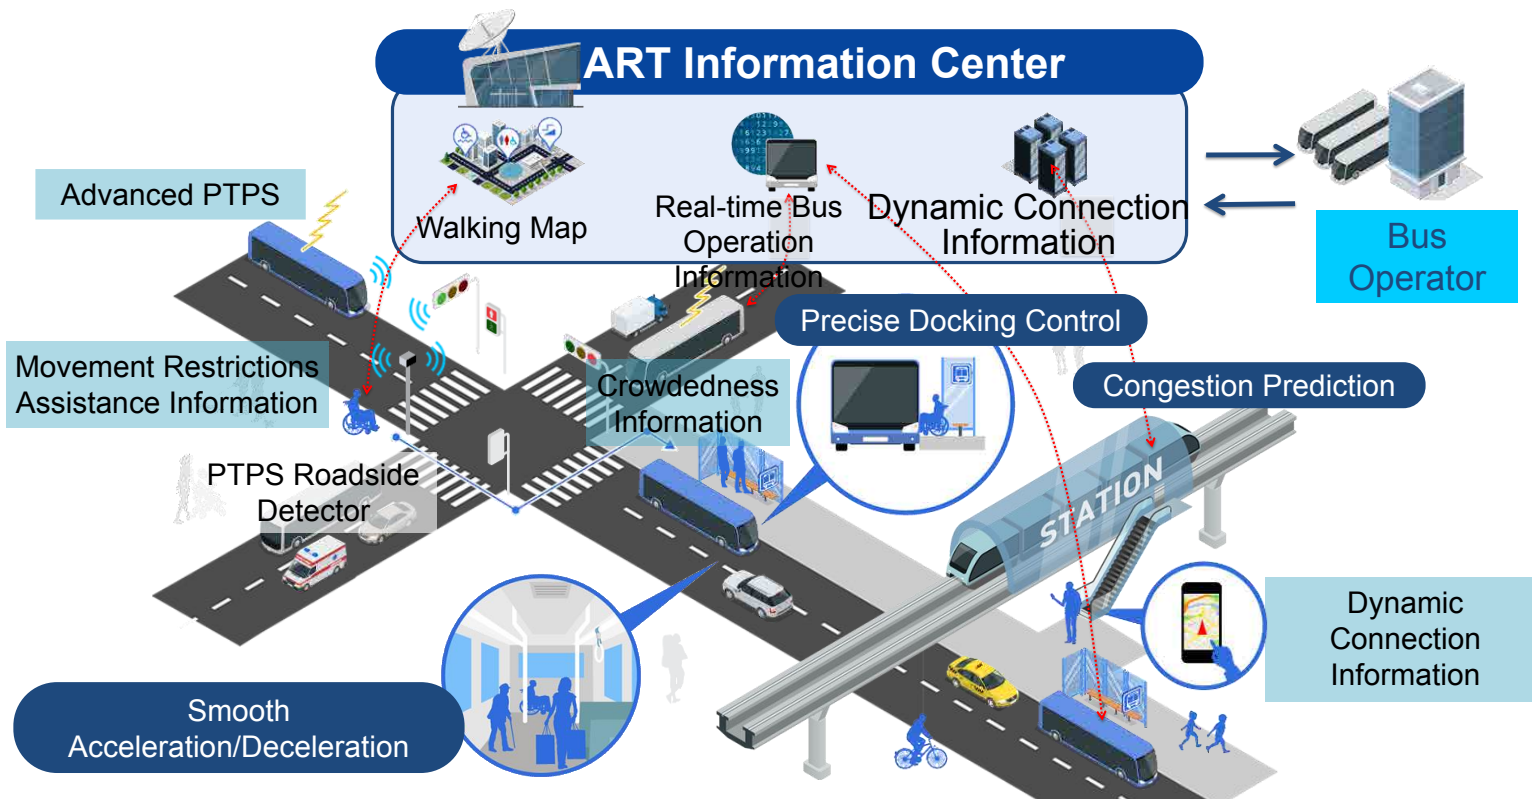 ART Information Center
Advanced PTPS
Walking Map
Real-time Bus
Operation
Information
Dynamic Connection
Information
Bus
Operator
Precise Docking Control
Movement Restrictions
Assistance Information
Crowdedness
Information
Congestion Prediction
PTPS Roadside
Detector
STATION
Dynamic
Connection
Information
Smooth
Acceleration/Deceleration